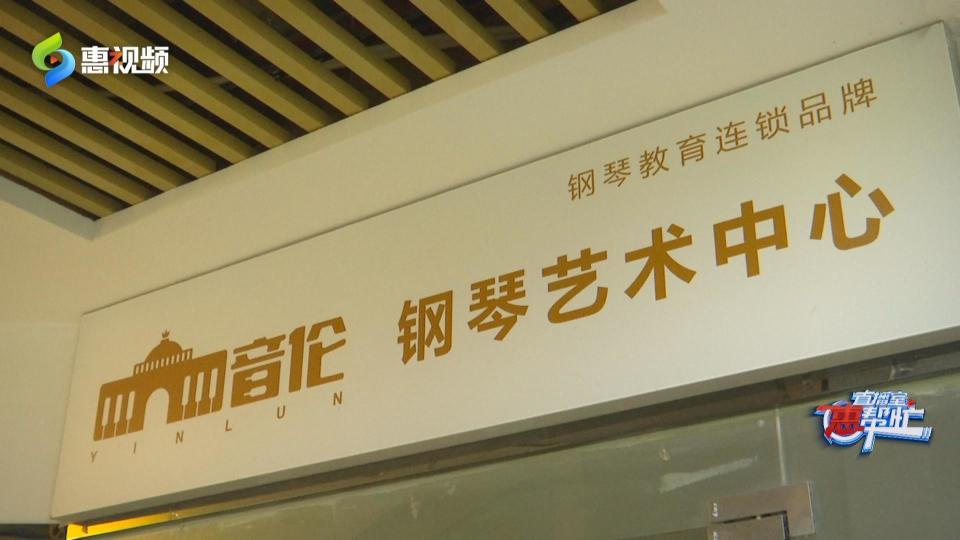 惠视频
钢琴教育连锁品牌
音伦 钢琴艺术中心
YINLUN
直播室
惠帮忙